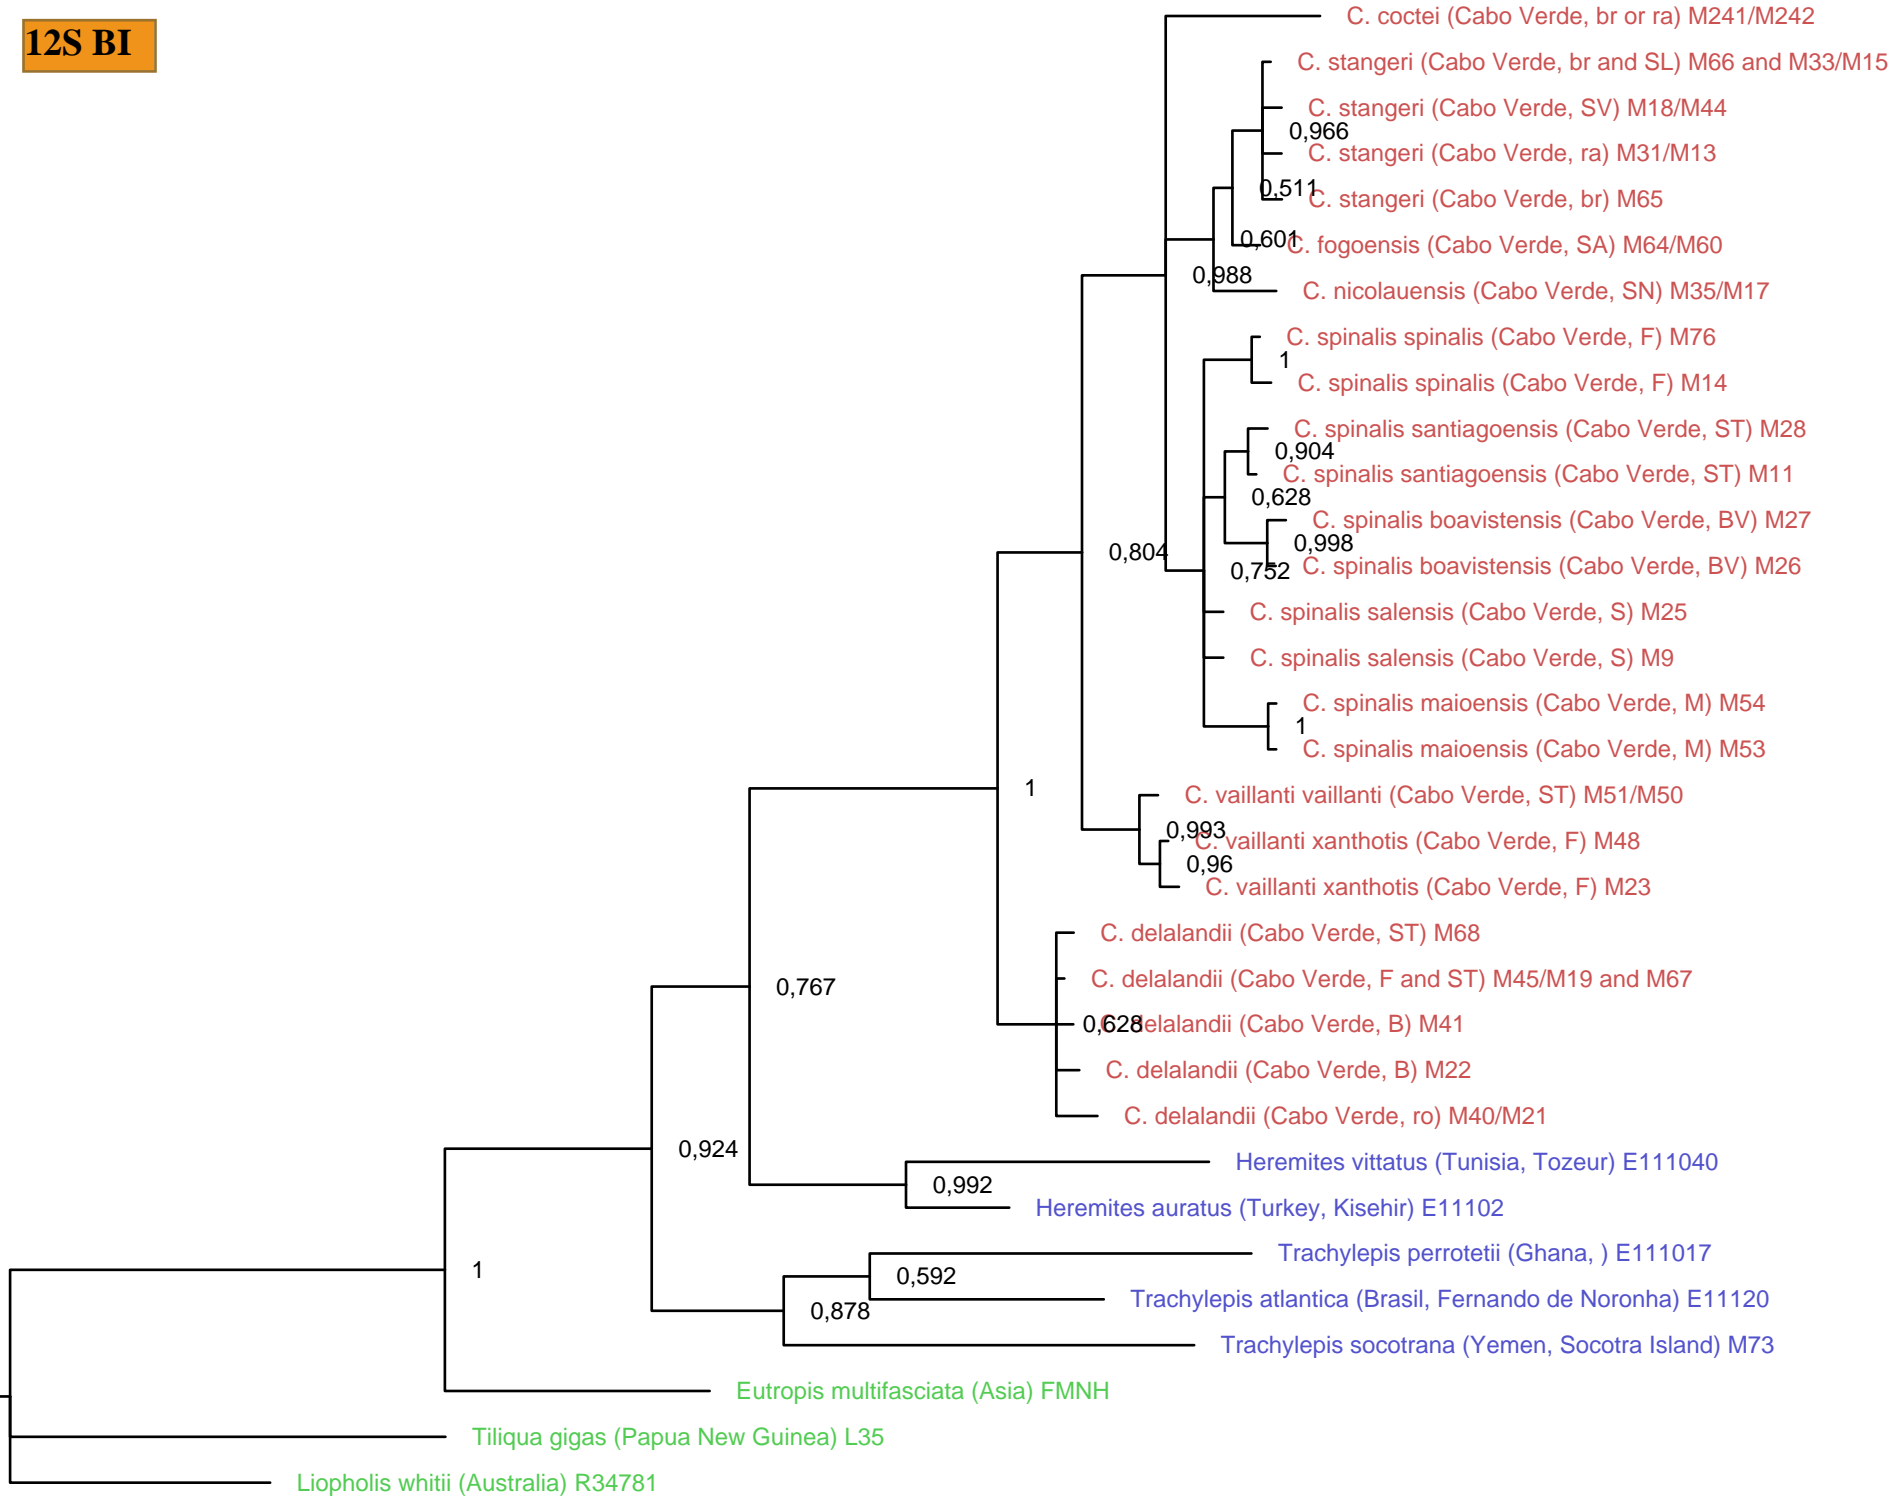 12S BI
C. coctei (Cabo Verde, br or ra) M241/M242
C. stangeri (Cabo Verde, br and SL) M66 and M33/M15
C. stangeri (Cabo Verde, SV) M18/M44
0,966
C. stangeri (Cabo Verde, ra) M31/M13
0,511
C. stangeri (Cabo Verde, br) M65
0,601
C. fogoensis (Cabo Verde, SA) M64/M60
0,988
C. nicolauensis (Cabo Verde, SN) M35/M17
C. spinalis spinalis (Cabo Verde, F) M76
1
C. spinalis spinalis (Cabo Verde, F) M14
C. spinalis santiagoensis (Cabo Verde, ST) M28
0,904
C. spinalis santiagoensis (Cabo Verde, ST) M11
0,628
C. spinalis boavistensis (Cabo Verde, BV) M27
0,998
0,804
C. spinalis boavistensis (Cabo Verde, BV) M26
0,752
C. spinalis salensis (Cabo Verde, S) M25
C. spinalis salensis (Cabo Verde, S) M9
C. spinalis maioensis (Cabo Verde, M) M54
1
C. spinalis maioensis (Cabo Verde, M) M53
1
C. vaillanti vaillanti (Cabo Verde, ST) M51/M50
0,993
C. vaillanti xanthotis (Cabo Verde, F) M48
0,96
C. vaillanti xanthotis (Cabo Verde, F) M23
C. delalandii (Cabo Verde, ST) M68
C. delalandii (Cabo Verde, F and ST) M45/M19 and M67
0,767
0,628
C. delalandii (Cabo Verde, B) M41
C. delalandii (Cabo Verde, B) M22
C. delalandii (Cabo Verde, ro) M40/M21
0,924
Heremites vittatus (Tunisia, Tozeur) E111040
0,992
Heremites auratus (Turkey, Kisehir) E11102
Trachylepis perrotetii (Ghana, ) E111017
1
0,592
Trachylepis atlantica (Brasil, Fernando de Noronha) E11120
0,878
Trachylepis socotrana (Yemen, Socotra Island) M73
Eutropis multifasciata (Asia) FMNH
Tiliqua gigas (Papua New Guinea) L35
Liopholis whitii (Australia) R34781